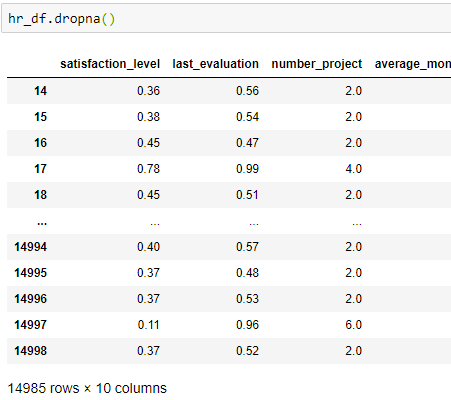 hr_df.dropna()
satisfaction_level last_evaluation number_project average_mon
14 0.36 0.56 2.0
15 0.38 0.54 2.0
16 0.45 0.47 2.0
17 0.78 0.99 4.0
18 0.45 0.51 2.0
... ... ... ...
14994 0.40 0.57 2.0
14995 0.37 0.48 2.0
14996 0.37 0.53 2.0
14997 0.11 0.96 6.0
14998 0.37 0.52 2.0
14985 rows × 10 columns